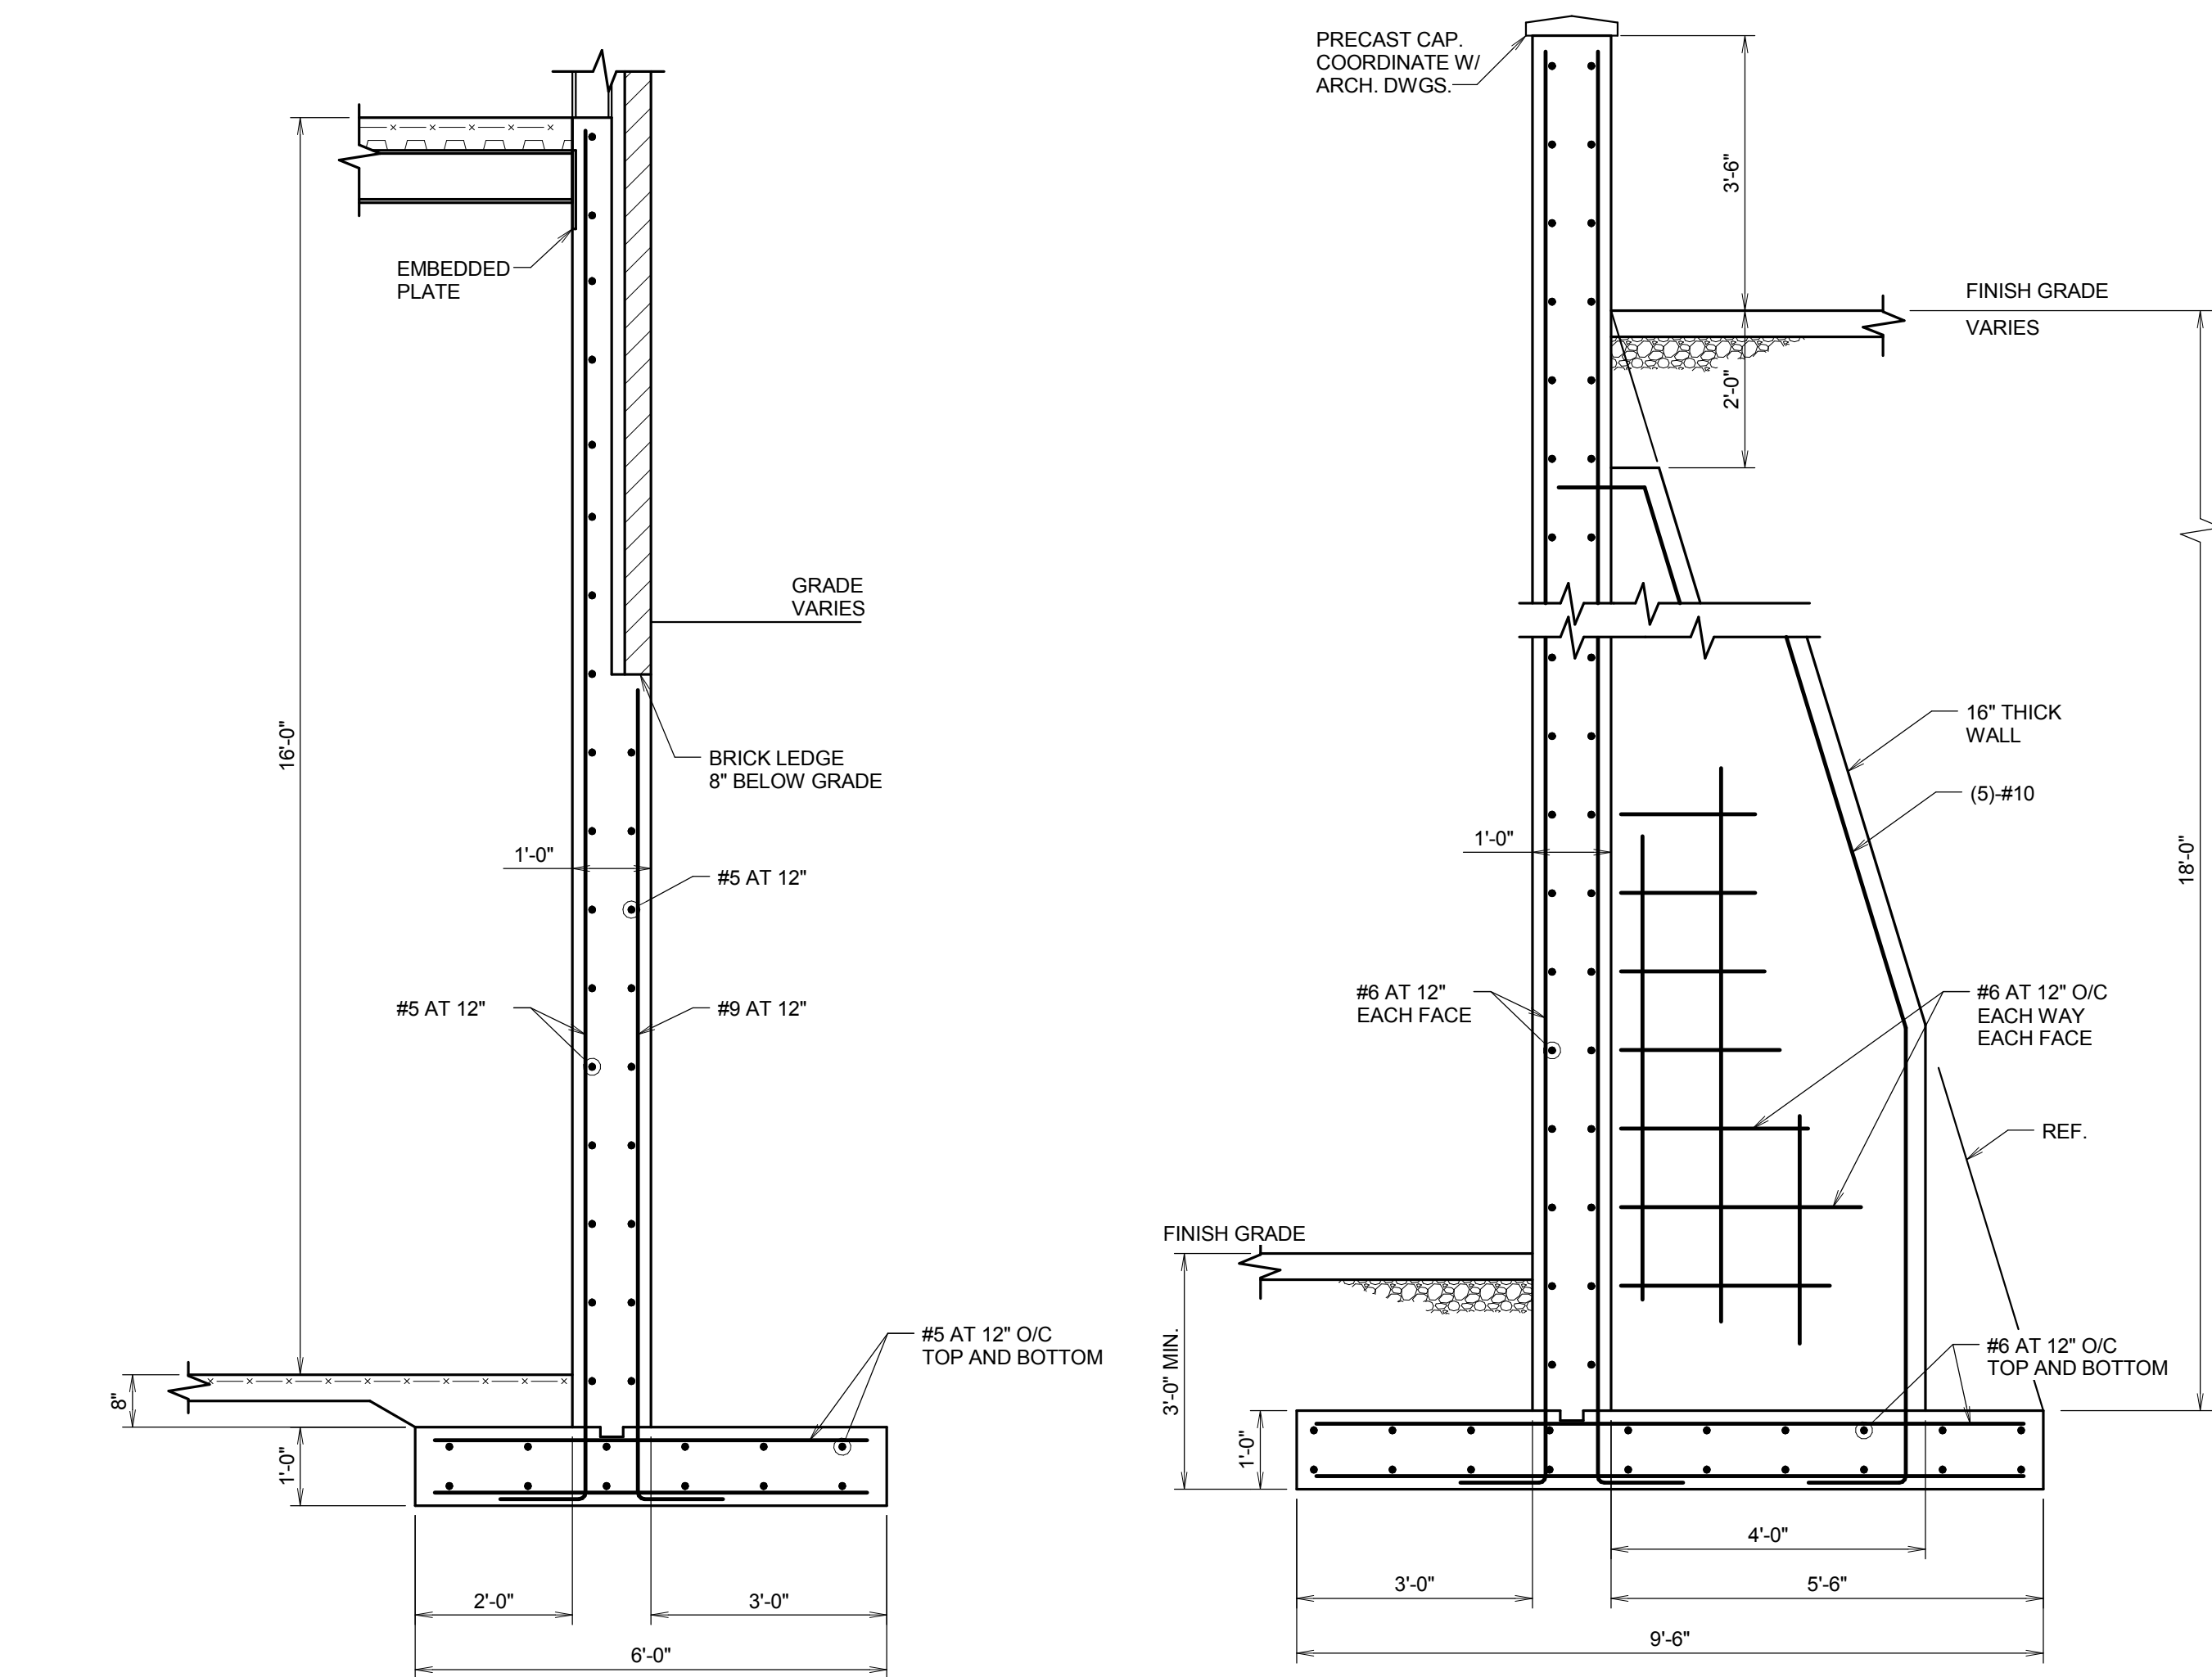 EMBEDDED
PLATE
GRADE
VARIES
16'-0"
BRICK LEDGE
8" BELOW GRADE
1'-0"
#5 AT 12"
#5 AT 12"
#9 AT 12"
#5 AT 12" O/C
TOP AND BOTTOM
8"
1'-0"
2'-0"
3'-0"
6'-0"
PRECAST CAP.
COORDINATE W/
ARCH. DWGS.
3'-6"
FINISH GRADE
VARIES
2'-0"
16" THICK
WALL
(5)-#10
1'-0"
18'-0"
#6 AT 12"
EACH FACE
#6 AT 12" O/C
EACH WAY
EACH FACE
REF.
FINISH GRADE
3'-0" MIN.
#6 AT 12" O/C
TOP AND BOTTOM
1'-0"
4'-0"
3'-0"
5'-6"
9'-6"